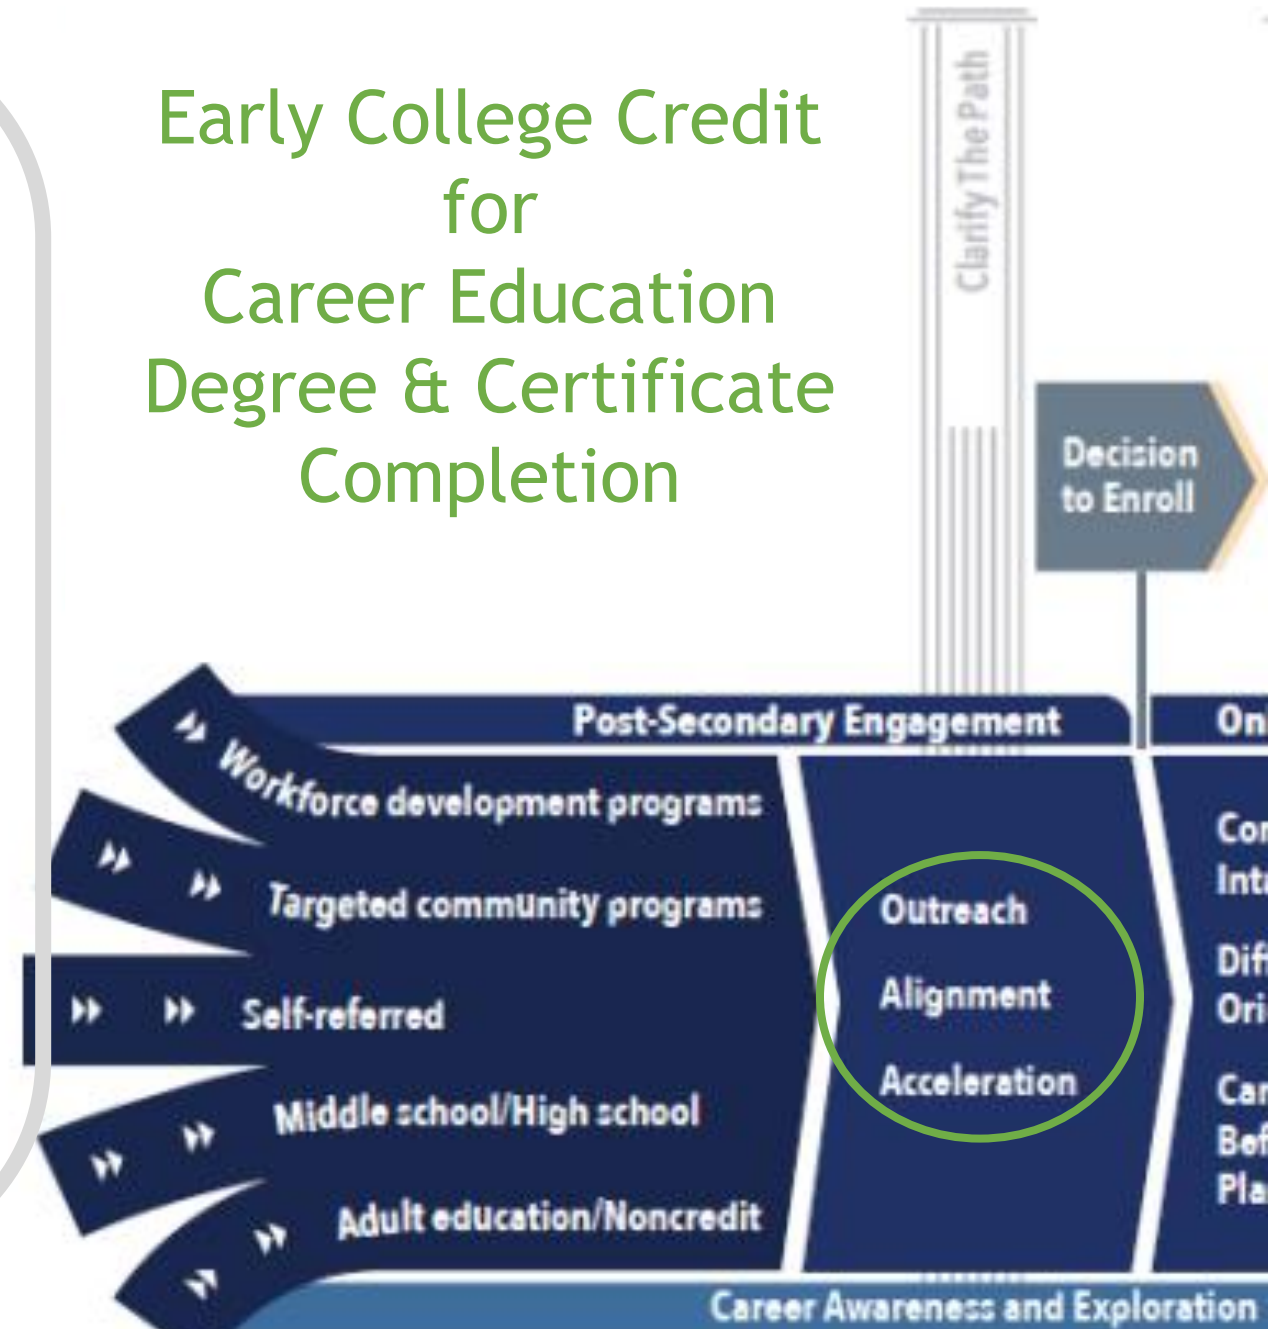 Early College Credit
for
Career Education
Degree & Certificate
Completion
Clarify The Path
Decision
to Enroll
Post-Secondary Engagement
Workforce development programs
Targeted community programs
Self-referred
Middle school/High school
Adult education/Noncredit
Outreach
Alignment
Acceleration
Career Awareness and Exploration